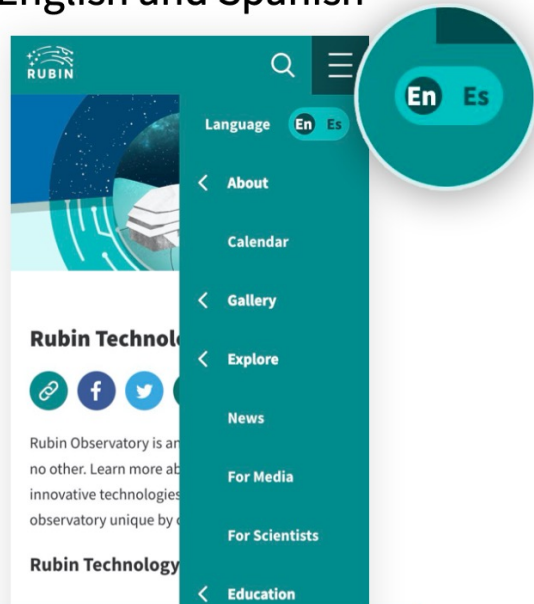 English and Spanish
RUBIN
En Es
Language En Es
About
Calendar
Gallery
Explore
News
For Media
For Scientists
Education
Rubin Technol
Rubin Observatory is an
no other. Learn more ab
innovative technologies
observatory unique by
Rubin Technology